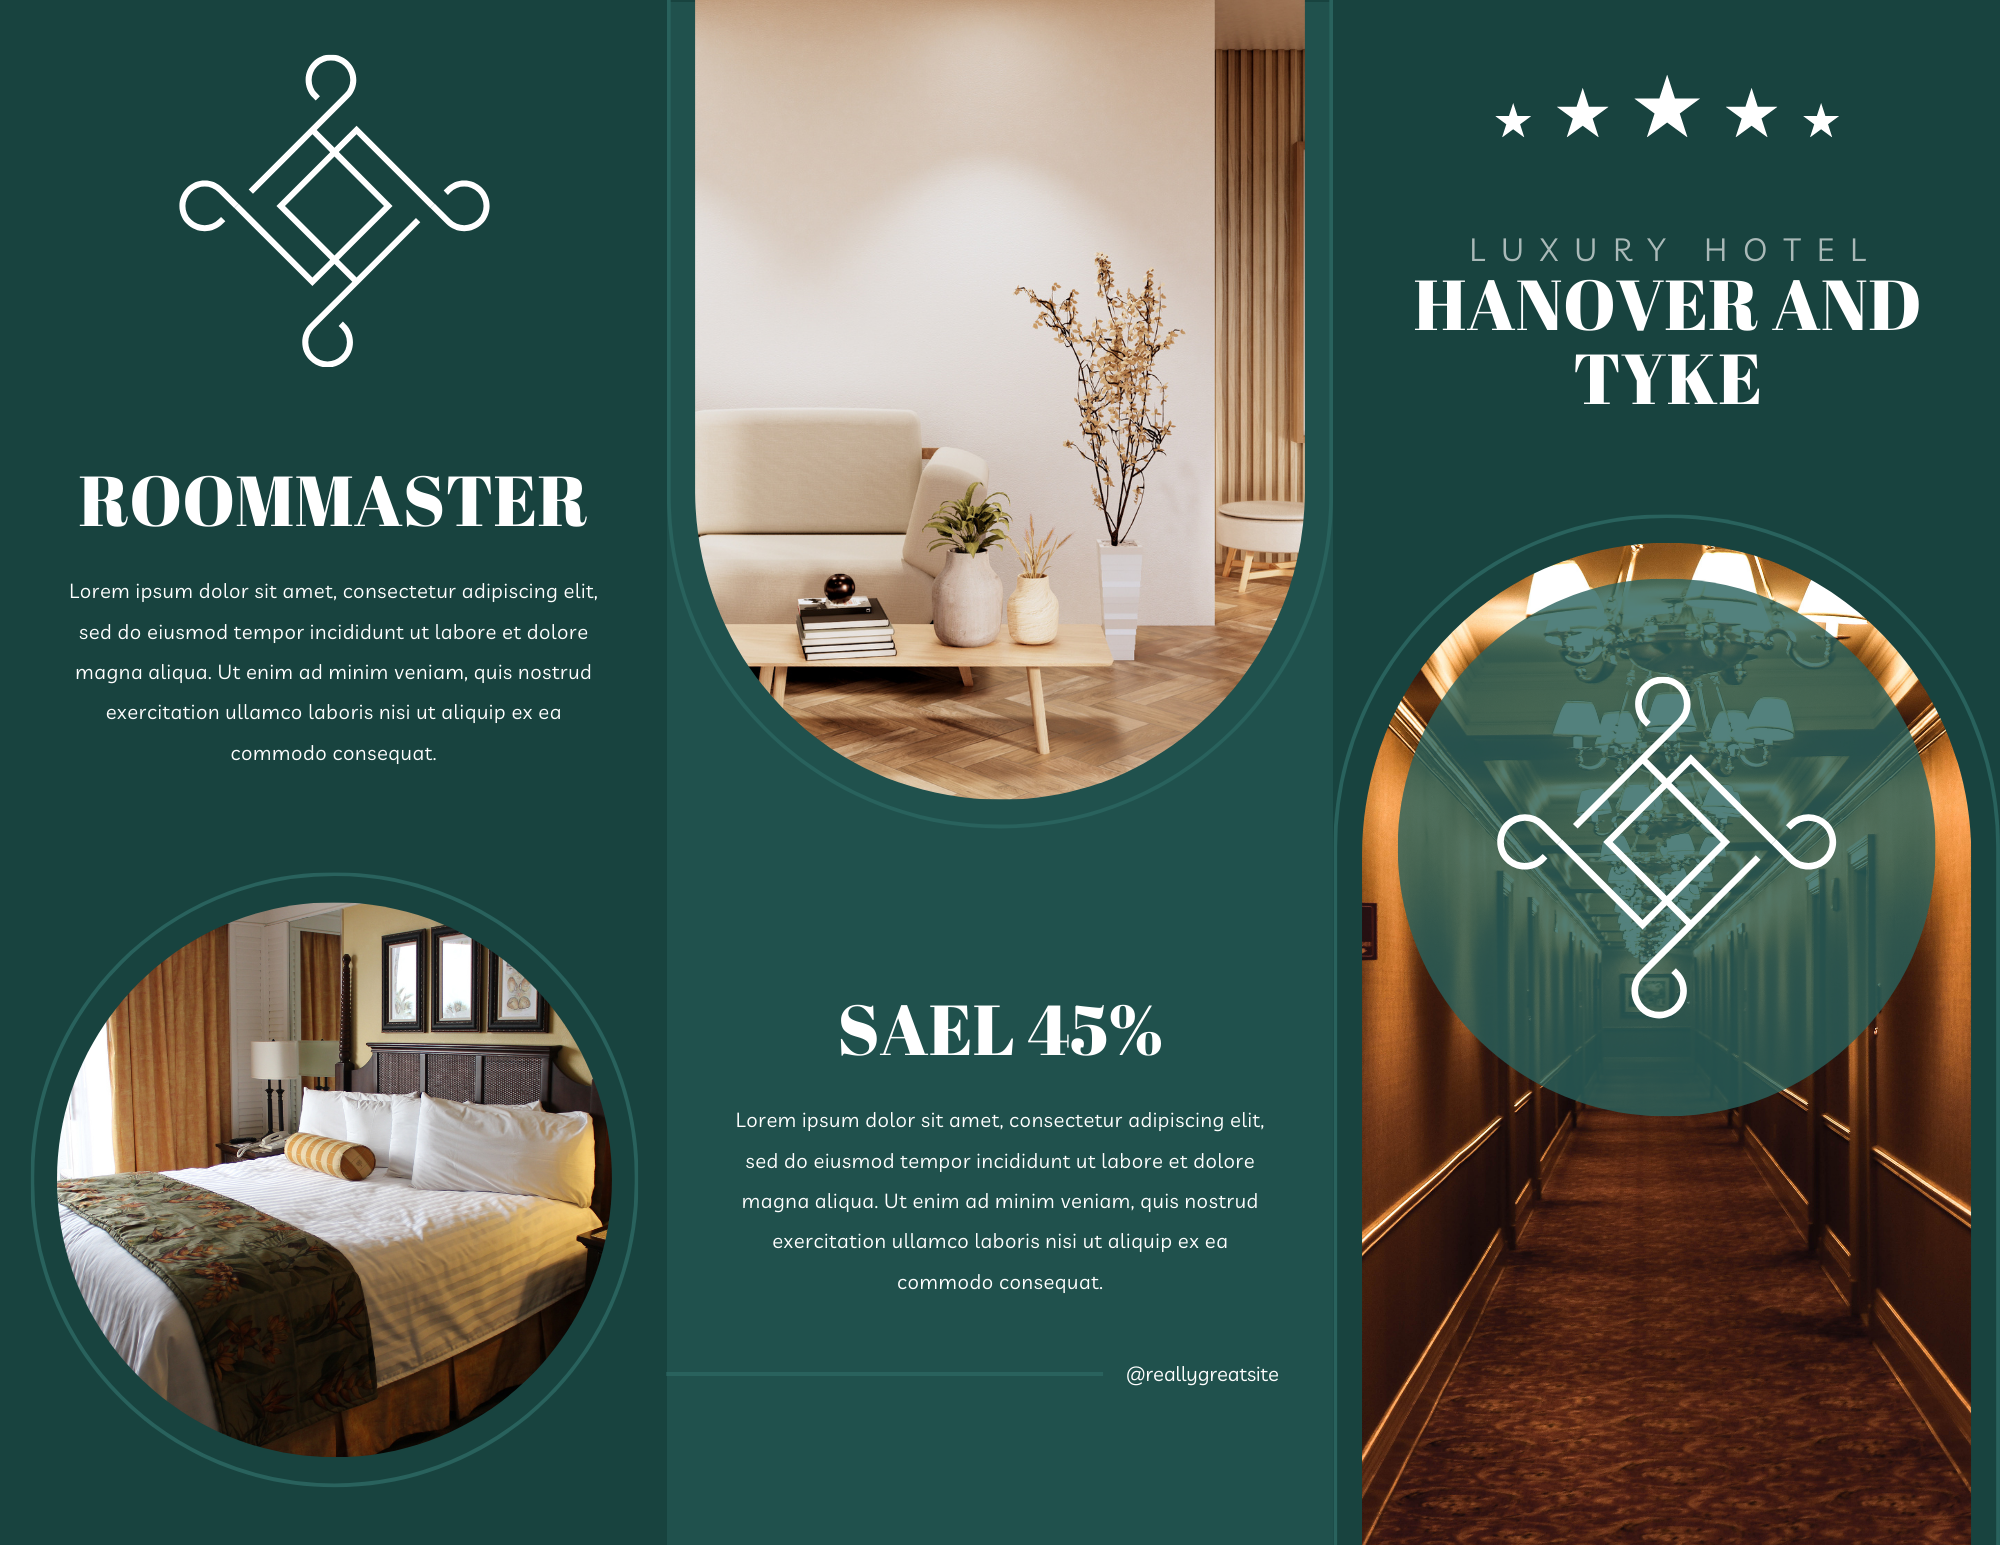 ROOMMASTER
Lorem ipsum dolor sit amet, consectetur adipiscing elit,
sed do eiusmod tempor incididunt ut labore et dolore
magna aliqua. Ut enim ad minim veniam, quis nostrud
exercitation ullamco laboris nisi ut aliquip ex ea
commodo consequat.
SAEL 45%
Lorem ipsum dolor sit amet, consectetur adipiscing elit,
sed do eiusmod tempor incididunt ut labore et dolore
magna aliqua. Ut enim ad minim veniam, quis nostrud
exercitation ullamco laboris nisi ut aliquip ex ea
commodo consequat.
@reallygreatsite
LUXURY HOTEL
HANOVER AND
TYKE